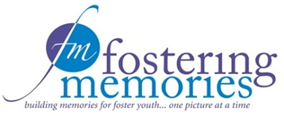 fm fostering
memories
building memories for foster youth... one picture at a time